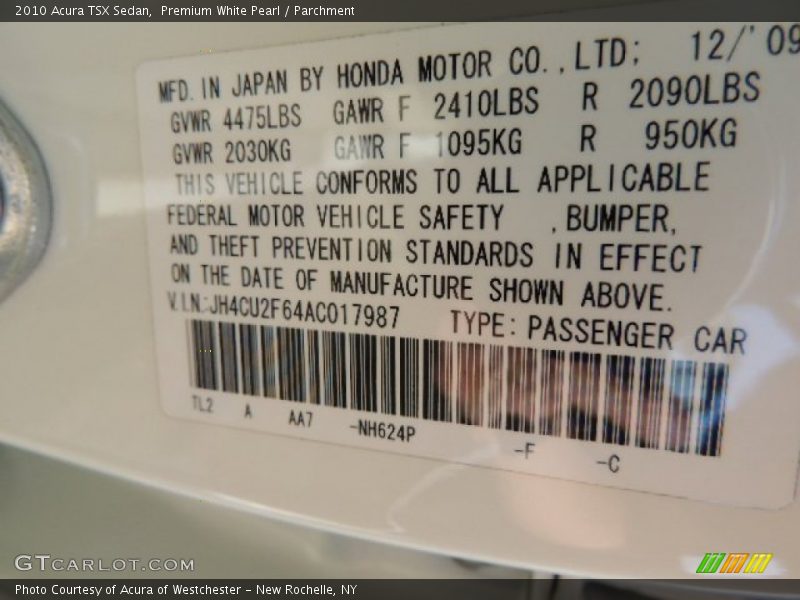 2010 Acura TSX Sedan,  Premium White Pearl / Parchment
MFD. IN JAPAN BY HONDA MOTOR CO., LTD; 12/'09
GVWR 4475LBS GAWR F 2410LBS R 2090LBS
GVWR 2030KG GAWR F 1095KG R 950KG
THIS VEHICLE CONFORMS TO ALL APPLICABLE
FEDERAL MOTOR VEHICLE SAFETY , BUMPER,
AND THEFT PREVENTION STANDARDS IN EFFECT
ON THE DATE OF MANUFACTURE SHOWN ABOVE.
V.I.N.:JH4CU2F64AC017987 TYPE: PASSENGER CAR
TL2 A AA7 -NH624P -F -C
GTCARLOT.COM
Photo Courtesy of Acura of Westchester - New Rochelle, NY